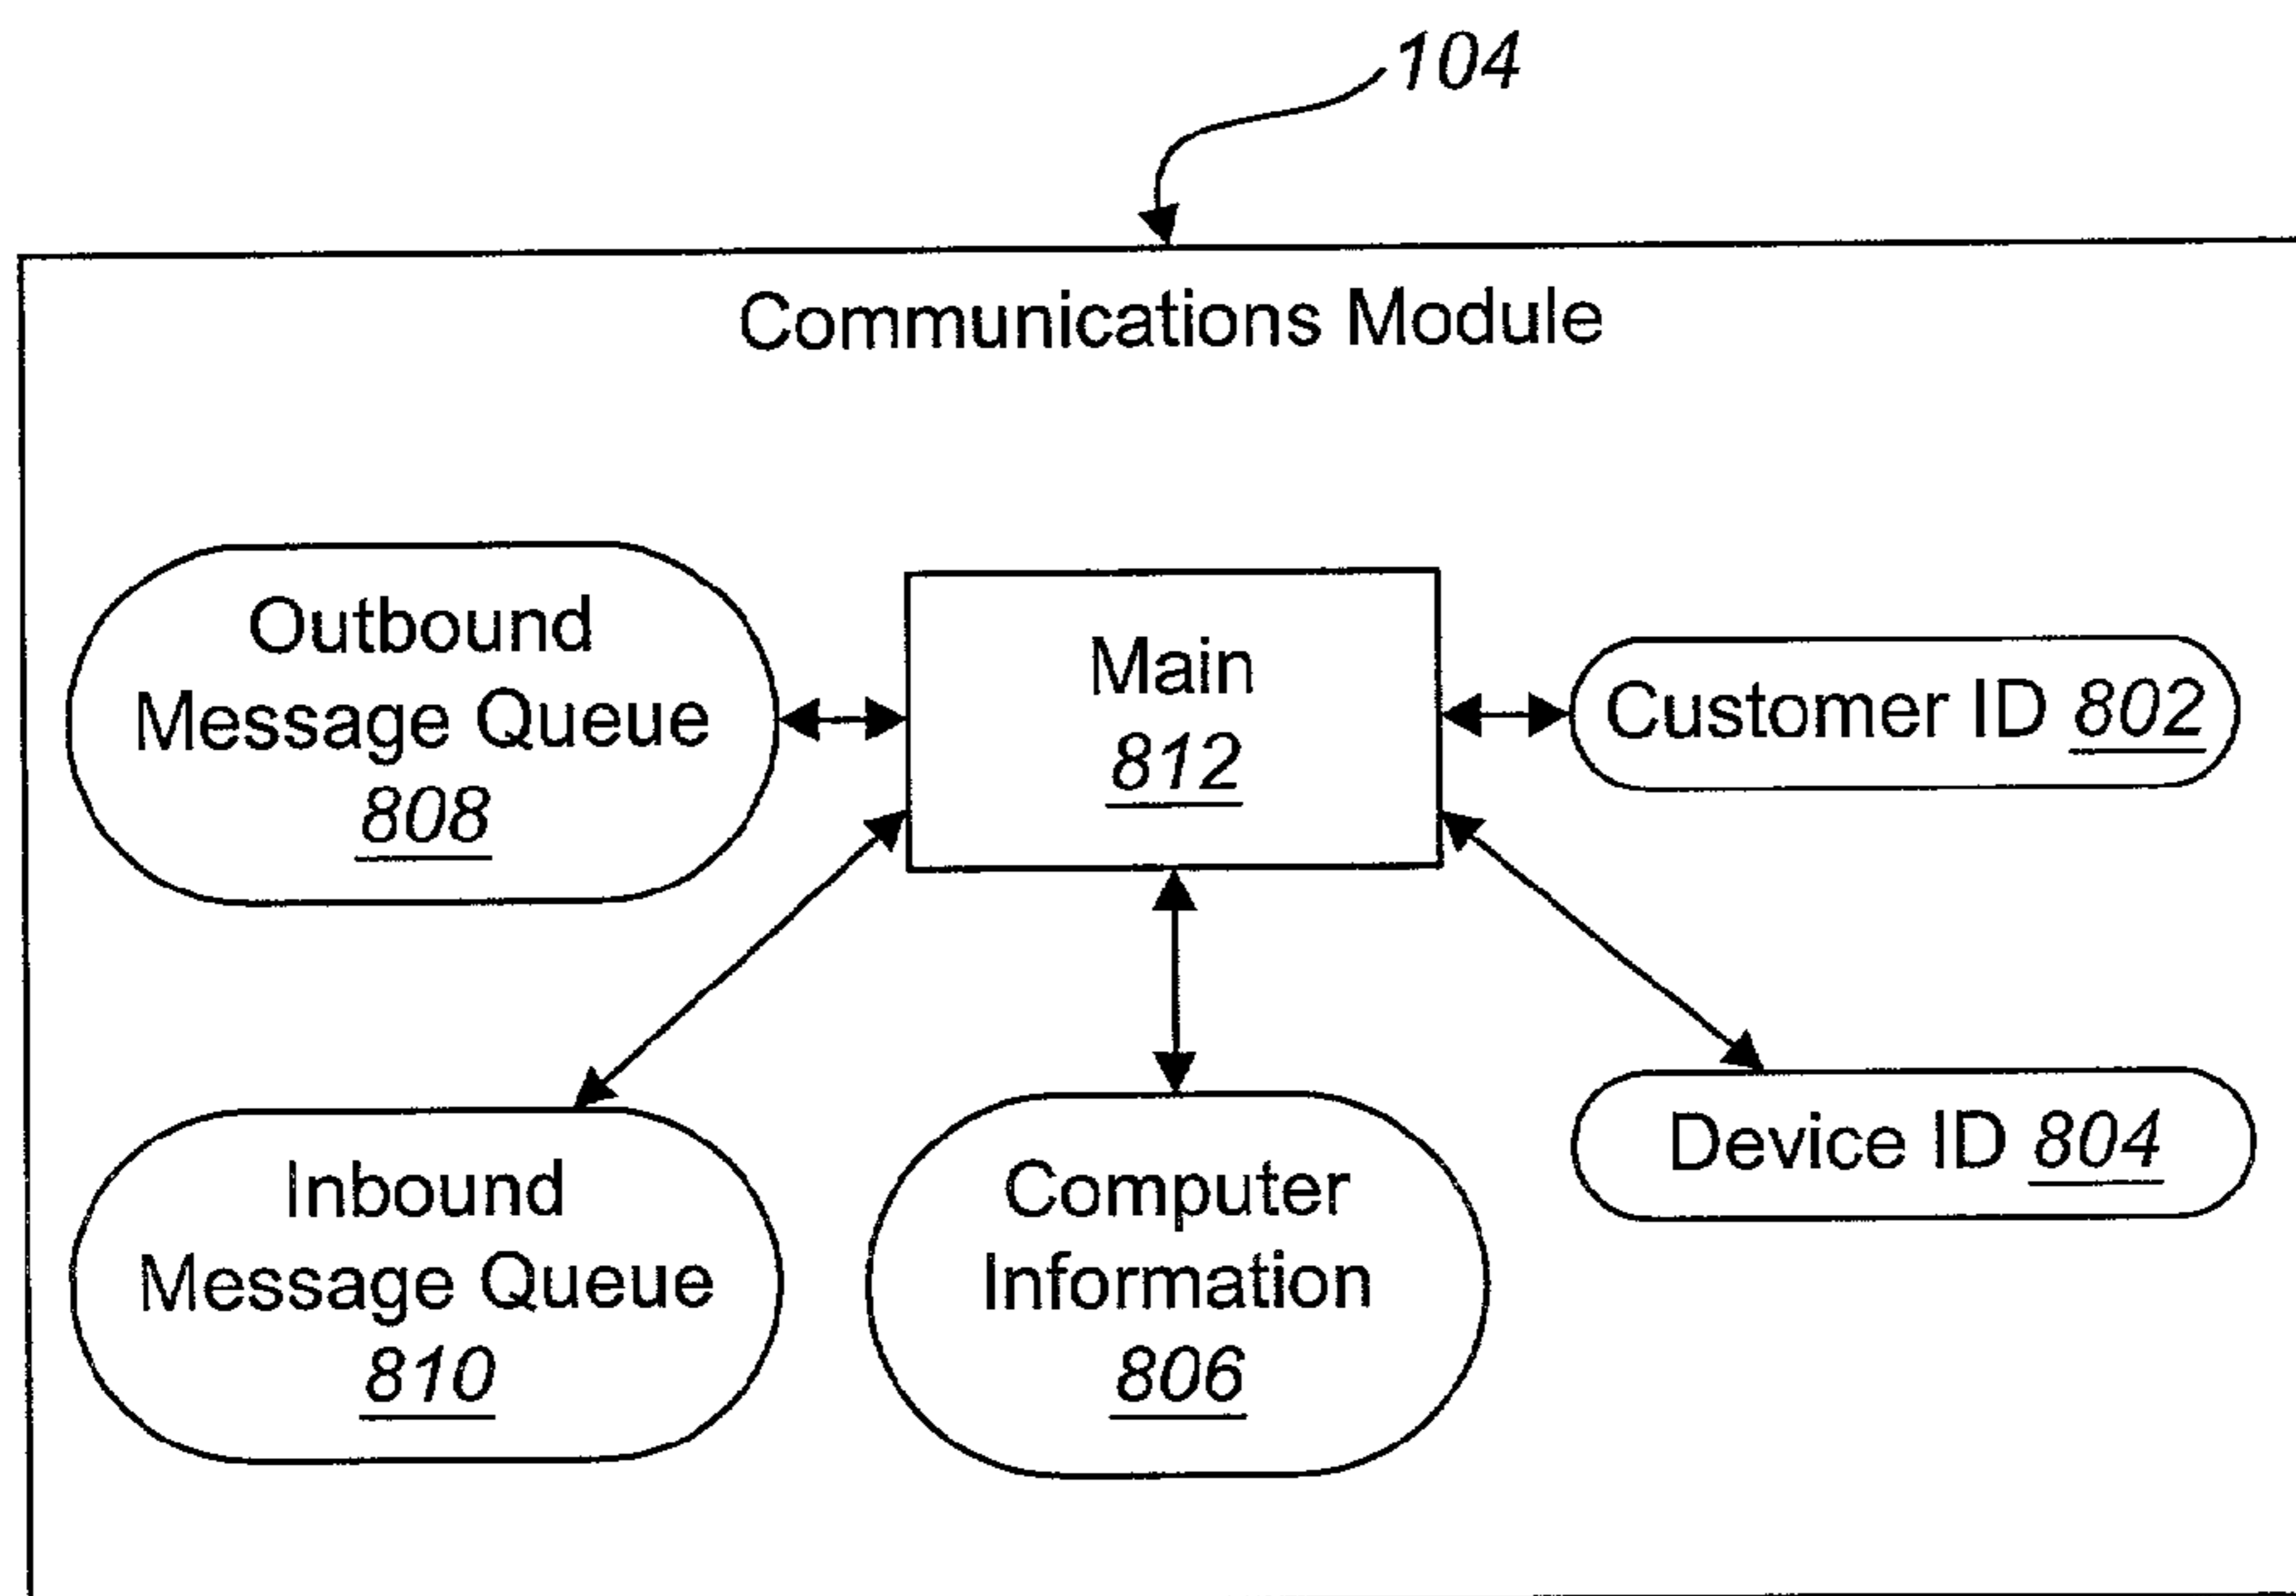 104
Communications Module
Outbound
Message Queue
808
Main
812
Customer ID 802
Inbound
Message Queue
810
Computer
Information
806
Device ID 804